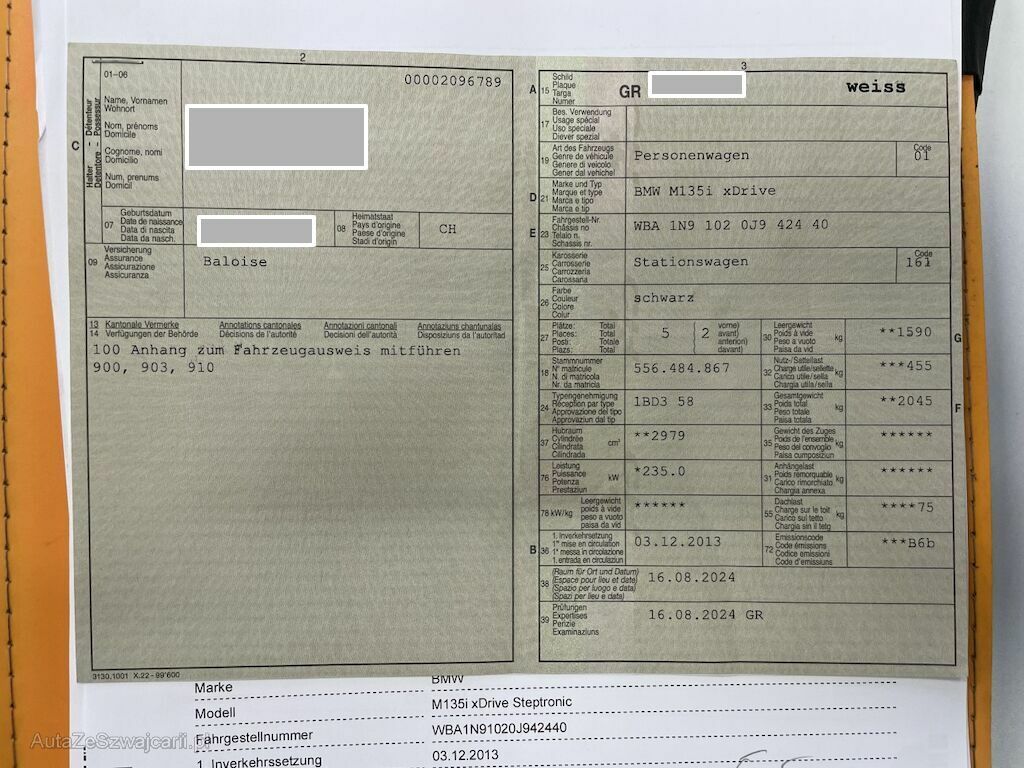 2
01-06
00002096789
C
Halter - Détenteur
Detentore - Possessur
Name, Vornamen
Wohnort
Nom, prénoms
Domicile
Cognome, nomi
Domicilio
Num, prenums
Domicil
07
Geburtsdatum
Date de naissance
Data di nascita
Data da nasch.
08
Heimatstaat
Pays d'origine
Paese d'origine
Stadi d'origin
CH
09
Versicherung
Assurance
Assicurazione
Assicuranza
Baloise
13 Kantonale Vermerke Annotations cantonales Annotazioni cantonali Annotaziuns chantunalas
14 Verfügungen der Behörde Décisions de l'autorité Decisioni dell'autorità Disposiziuns da l'autoritad
100 Anhang zum Fahrzeugausweis mitführen
900, 903, 910
3130.1001 X.22 - 99'600
3
A 15
Schild
Plaque
Targa
Numer
GR
weiss
17
Bes. Verwendung
Usage spécial
Uso speciale
Diever spezial
19
Art des Fahrzeugs
Genre de véhicule
Genere di veicolo
Gener dal vehichel
Personenwagen
Code
01
D 21
Marke und Typ
Marque et type
Marca e tipo
Marca e tip
BMW M135i xDrive
E 23
Fahrgestell-Nr.
Châssis no
Telaio n.
Schassis nr.
WBA 1N9 102 0J9 424 40
25
Karosserie
Carrosserie
Carrozzeria
Carossaria
Stationswagen
Code
161
26
Farbe
Couleur
Colore
Colur
schwarz
27
Plätze: Total
Places: Total
Posti: Totale
Plazs: Total
5 2
vorne)
avant)
anteriori)
davant)
30
Leergewicht
Poids à vide
Peso a vuoto
Paisa da vid
kg
**1590
G
18
Stammnummer
N° matricule
N. di matricola
Nr. da matricla
556.484.867
32
Nutz-/Sattellast
Charge utile/sellette
Carico utile/sella
Chargia utila/sella
kg
***455
24
Typengenehmigung
Réception par type
Approvazione del tipo
Approvaziun dal tip
1BD3 58
33
Gesamtgewicht
Poids total
Peso totale
Paisa totala
kg
**2045
F
37
Hubraum
Cylindrée
Cilindrata
Cilindrada
cm³
**2979
35
Gewicht des Zuges
Poids de l'ensemble
Peso del convoglio
Paisa cumposiziun
kg
******
76
Leistung
Puissance
Potenza
Prestaziun
kW
*235.0
31
Anhängelast
Poids remorquable
Carico rimorchiato
Chargia annexa
kg
******
78 kW/kg
Leergewicht
poids à vide
peso a vuoto
paisa da vid
******
55
Dachlast
Charge sur le toit
Carico sul tetto
Chargia sin il tetg
kg
****75
B 36
1. Inverkehrsetzung
1re mise en circulation
1a messa in circolazione
1. entrada en circulaziun
03.12.2013
72
Emissionscode
Code émissions
Codice emissioni
Code d'emissiuns
***B6b
38
(Raum für Ort und Datum)
(Espace pour lieu et date)
(Spazio per luogo e data)
(Spazi per lieu e data)
16.08.2024
39
Prüfungen
Expertises
Perizie
Examinaziuns
16.08.2024 GR
Marke BMW
Modell M135i xDrive Steptronic
Fahrgestellnummer WBA1N91020J942440
1. Inverkehrssetzung 03.12.2013
AutaZeSzwajcarii.pl